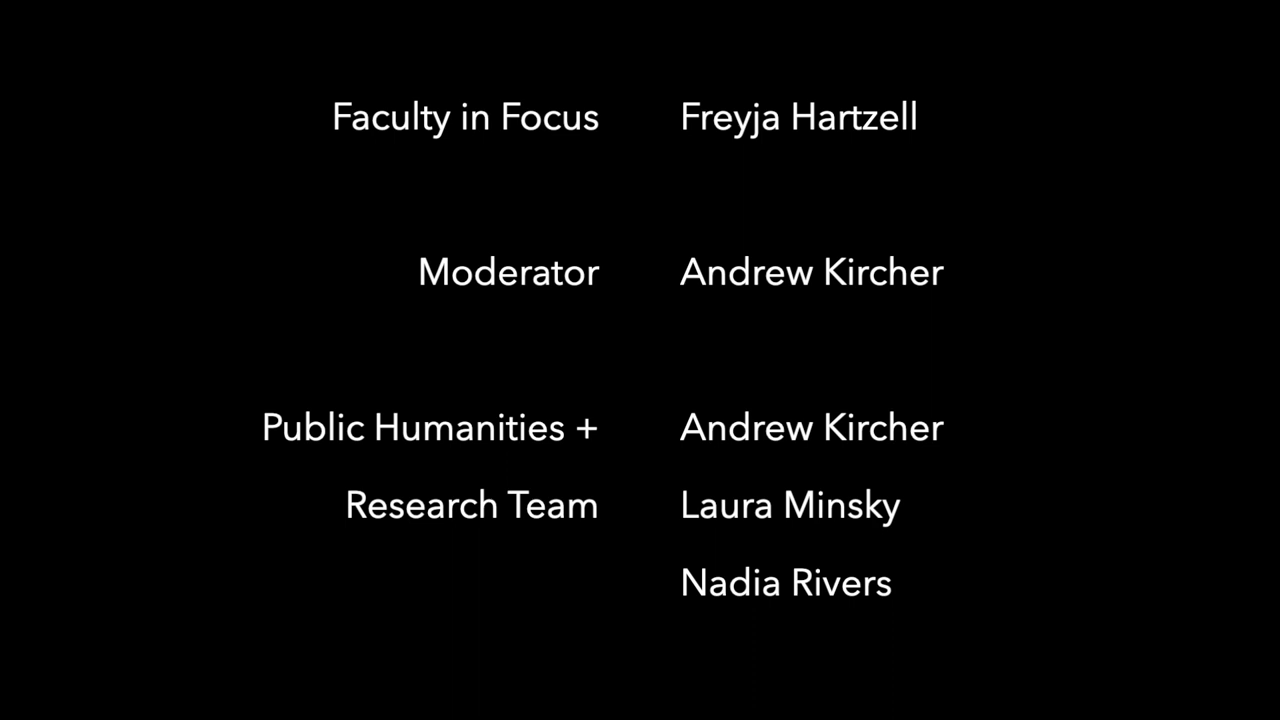 Faculty in Focus Freyja Hartzell
Moderator Andrew Kircher
Public Humanities + Andrew Kircher
Research Team Laura Minsky
Nadia Rivers